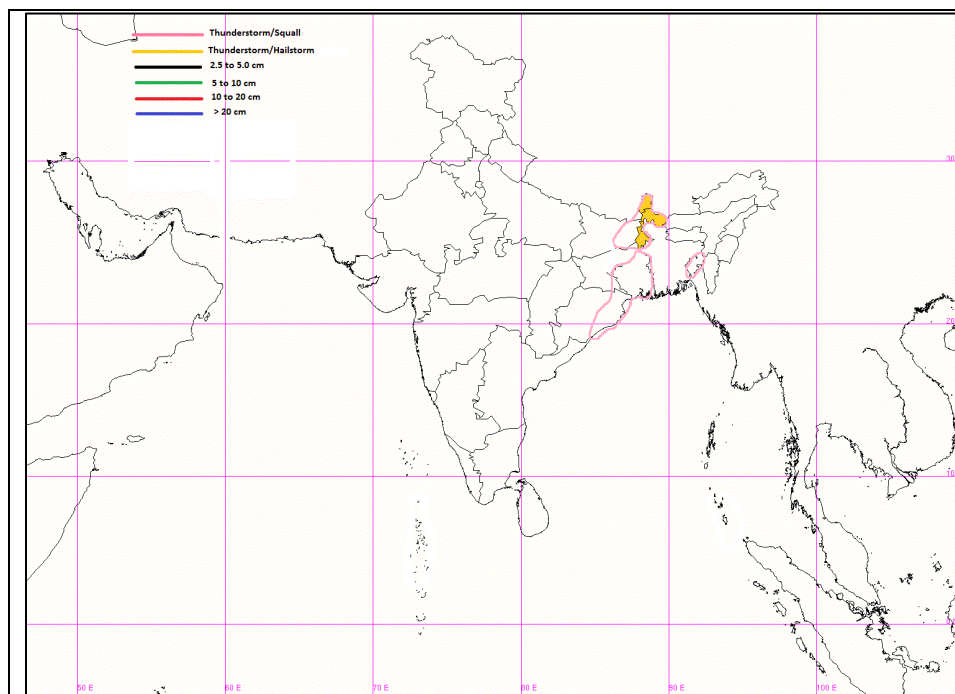 Thunderstorm/Squall
Thunderstorm/Hailstorm
2.5 to 5.0 cm
5 to 10 cm
10 to 20 cm
> 20 cm
30
20
10
50 E
60 E
70 E
80 E
90 E
100 E